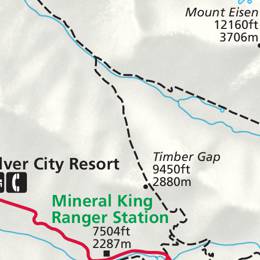 Mount Eisen
12160ft
3706m
lver City Resort
Timber Gap
9450ft
2880m
Mineral King
Ranger Station
7504ft
2287m